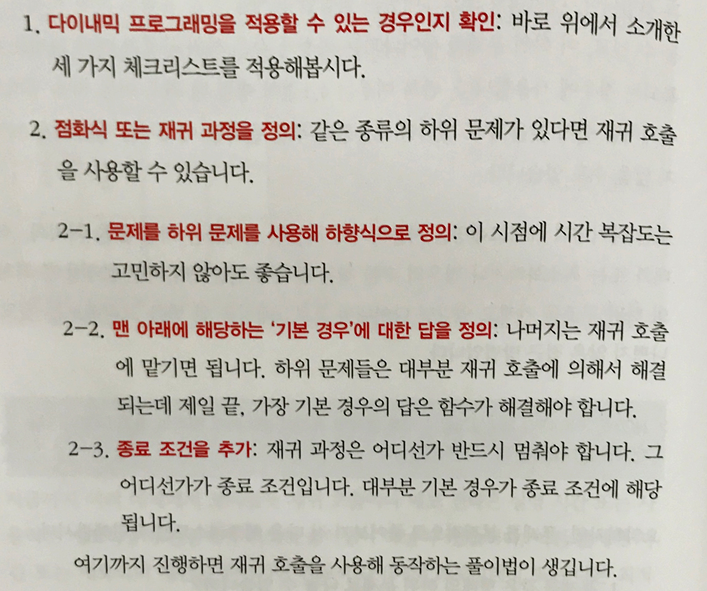 1. 다이내믹 프로그래밍을 적용할 수 있는 경우인지 확인: 바로 위에서 소개한
세 가지 체크리스트를 적용해봅시다.
2. 점화식 또는 재귀 과정을 정의: 같은 종류의 하위 문제가 있다면 재귀 호출
을 사용할 수 있습니다.
2-1. 문제를 하위 문제를 사용해 하향식으로 정의: 이 시점에 시간 복잡도는
고민하지 않아도 좋습니다.
2-2. 맨 아래에 해당하는 '기본 경우'에 대한 답을 정의: 나머지는 재귀 호출
에 맡기면 됩니다. 하위 문제들은 대부분 재귀 호출에 의해서 해결
되는데 제일 끝, 가장 기본 경우의 답은 함수가 해결해야 합니다.
2-3. 종료 조건을 추가: 재귀 과정은 어디선가 반드시 멈춰야 합니다. 그
어디선가가 종료 조건입니다. 대부분 기본 경우가 종료 조건에 해당
됩니다.
여기까지 진행하면 재귀 호출을 사용해 동작하는 풀이법이 생깁니다.